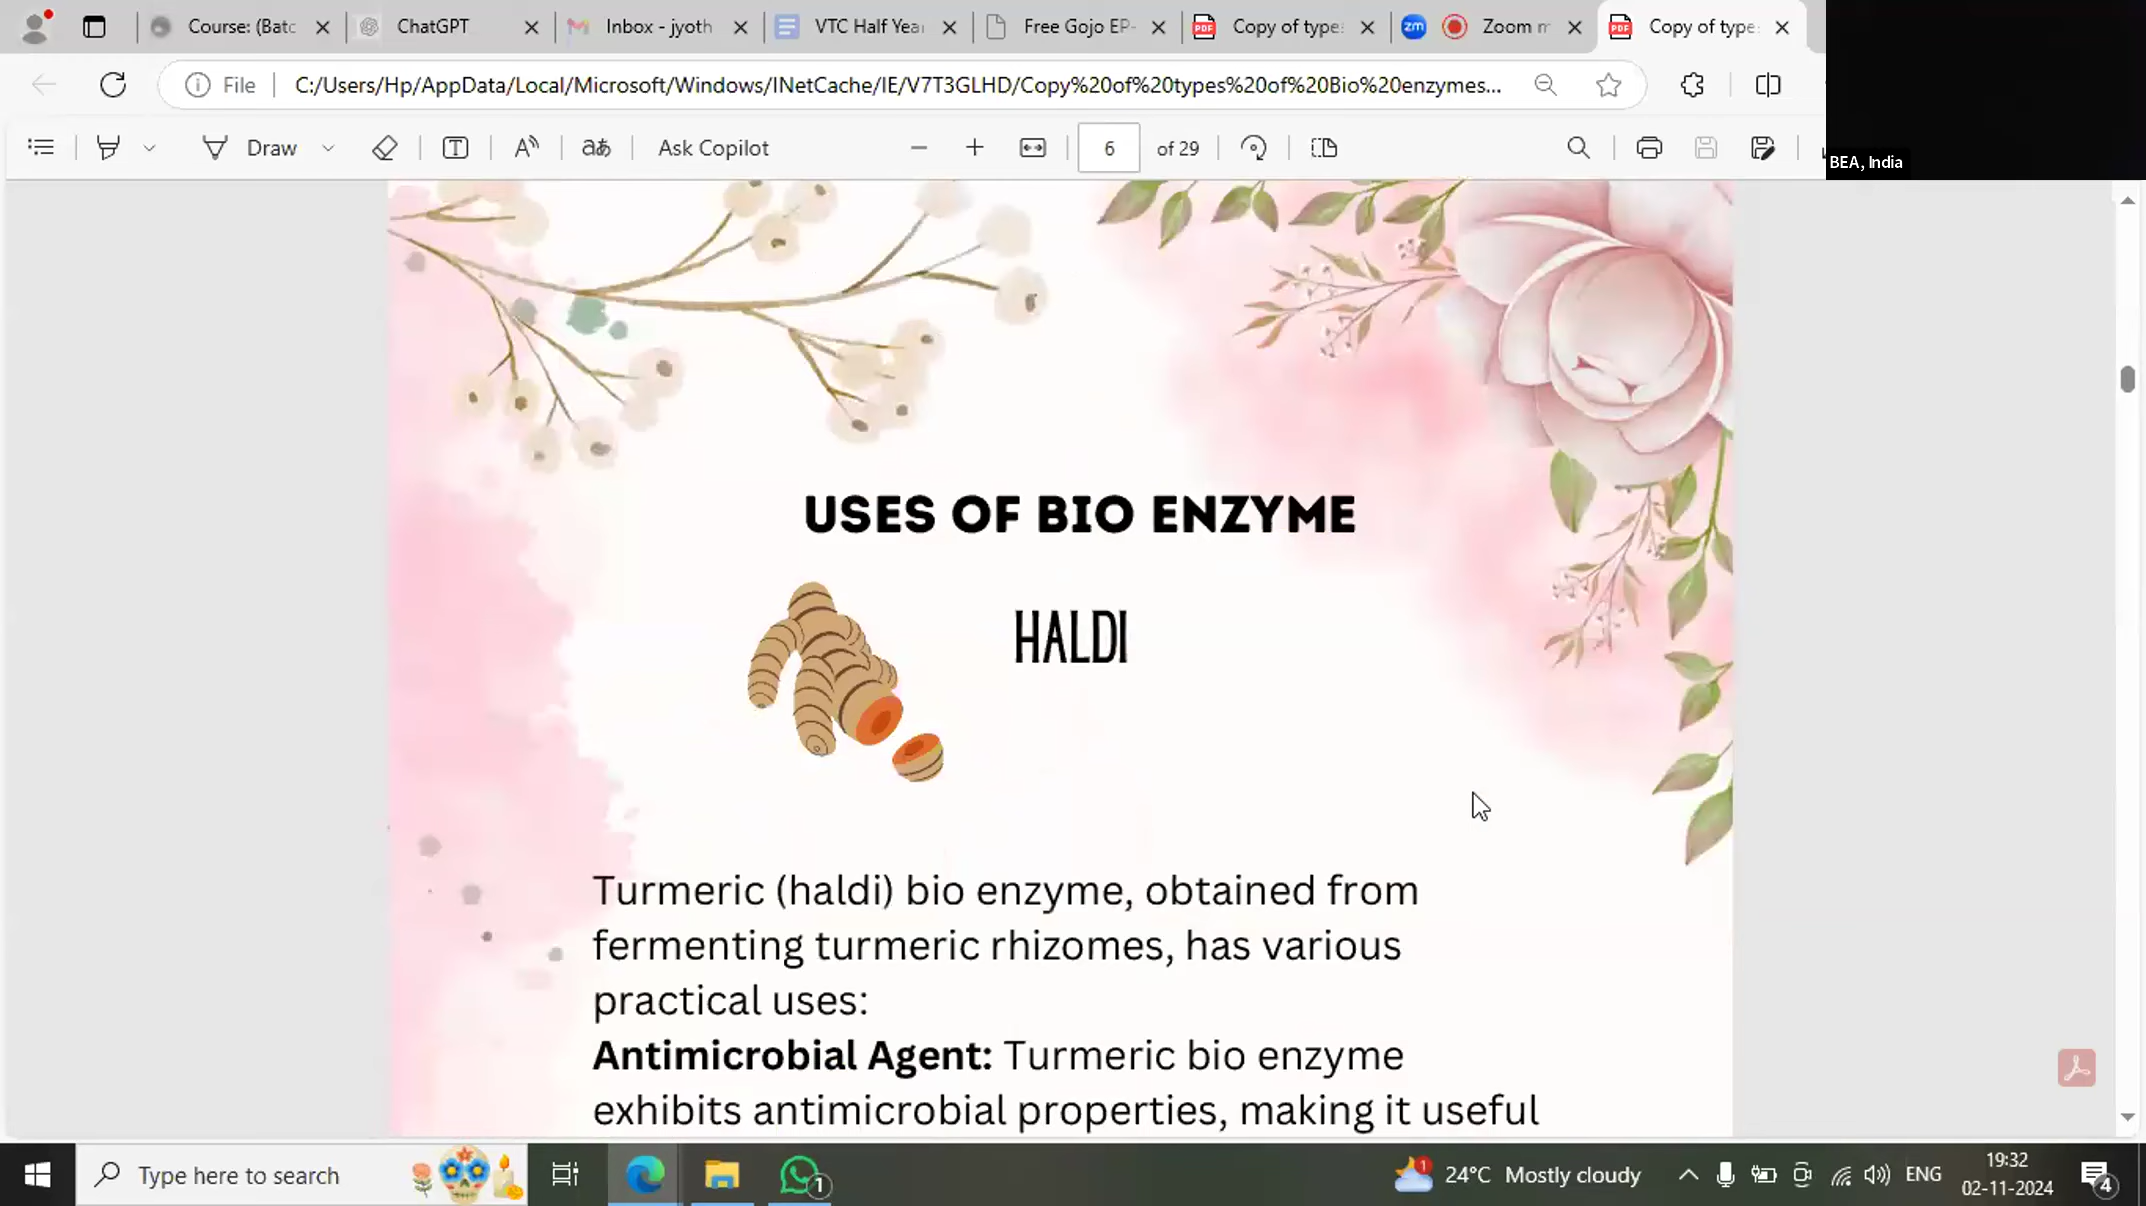 Course: (Batc
ChatGPT
Inbox - jyoth
VTC Half Yea
Free Gojo EP-
Copy of type
zm
Zoom m
Copy of type
File
C:/Users/Hp/AppData/Local/Microsoft/Windows/INetCache/IE/V7T3GLHD/Copy%20of%20types%20of%20Bio%20enzymes...
Draw
Ask Copilot
6 of 29
BEA, India
USES OF BIO ENZYME
HALDI
Turmeric (haldi) bio enzyme, obtained from
fermenting turmeric rhizomes, has various
practical uses:
Antimicrobial Agent: Turmeric bio enzyme
exhibits antimicrobial properties, making it useful
Type here to search
1
1
24°C Mostly cloudy
ENG
19:32
02-11-2024
4